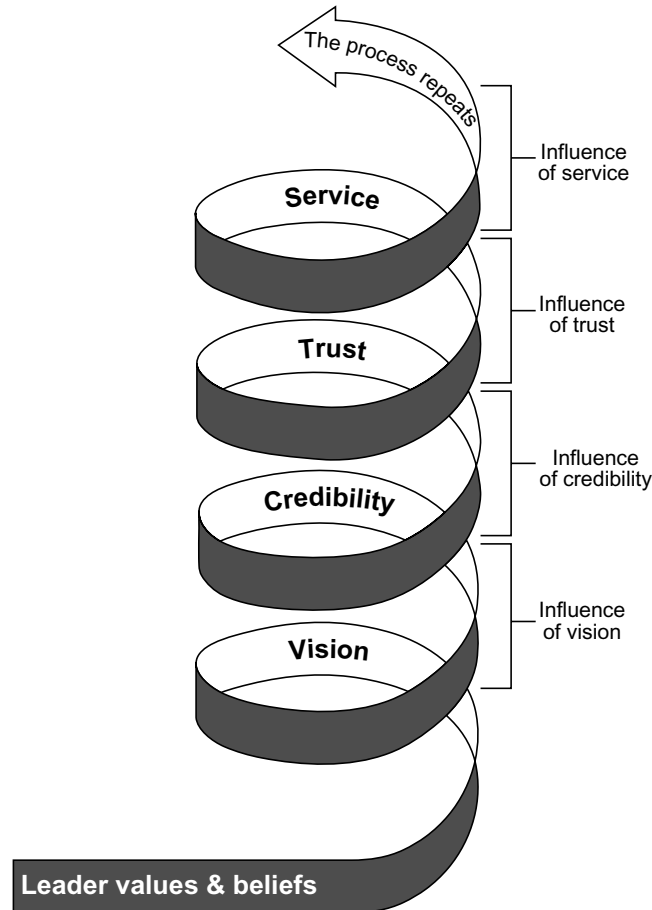 The process repeats
Influence
of service
Service
Influence
of trust
Trust
Influence
of credibility
Credibility
Influence
of vision
Vision
Leader values & beliefs